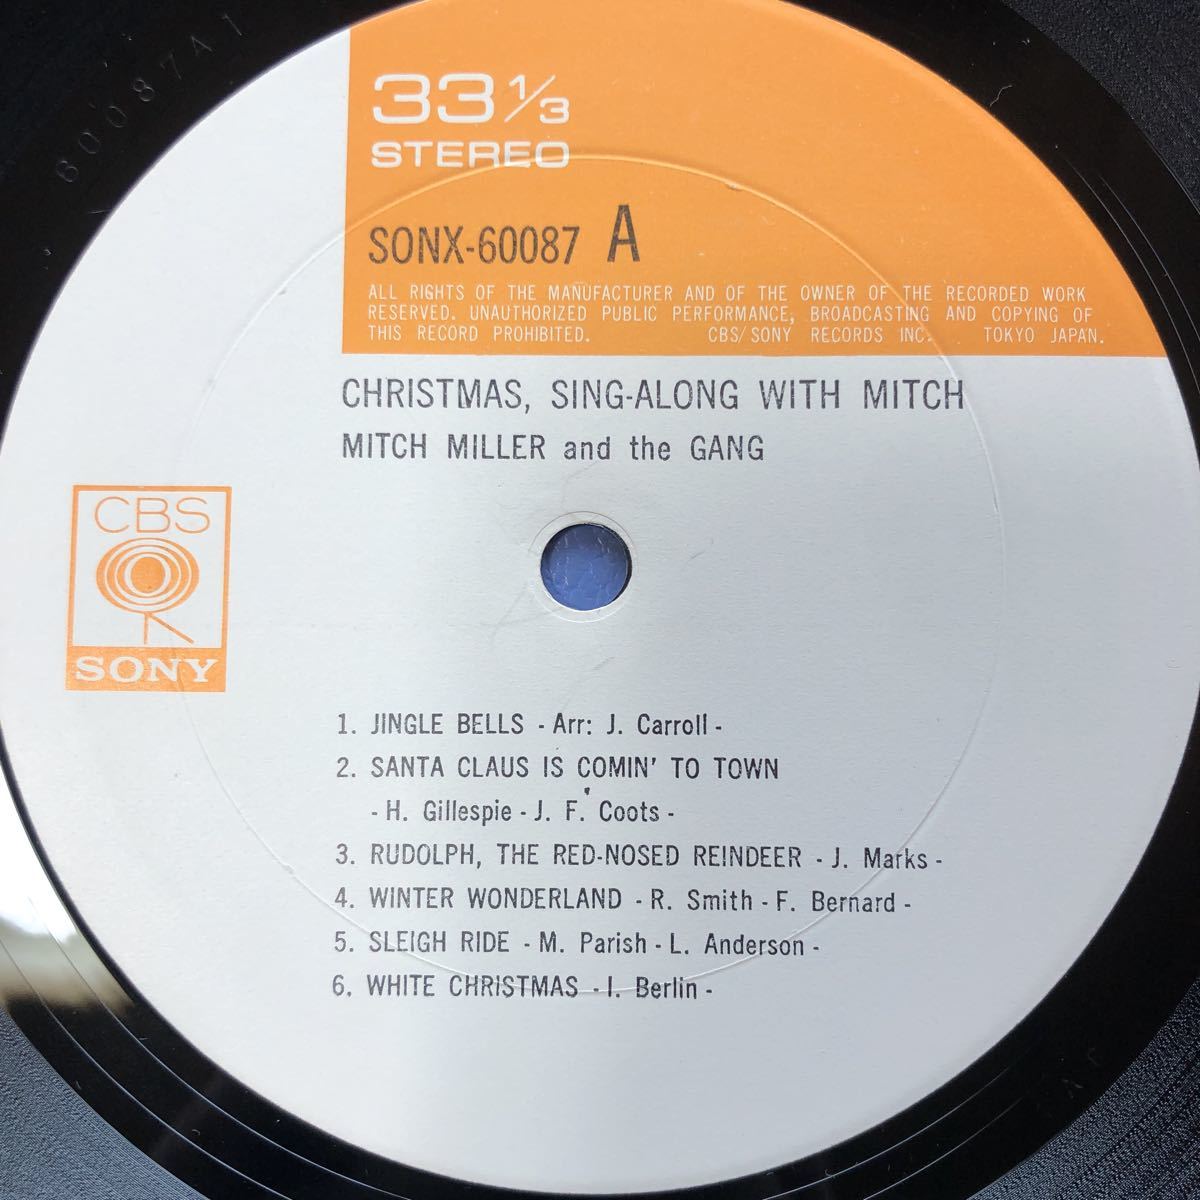 60087A1
33 1/3
STEREO
SONX-60087 A
ALL RIGHTS OF THE MANUFACTURER AND OF THE OWNER OF THE RECORDED WORK
RESERVED. UNAUTHORIZED PUBLIC PERFORMANCE, BROADCASTING AND COPYING OF
THIS RECORD PROHIBITED. CBS/SONY RECORDS INC. TOKYO JAPAN.
CHRISTMAS, SING-ALONG WITH MITCH
MITCH MILLER and the GANG
CBS
SONY
1. JINGLE BELLS - Arr: J. Carroll -
2. SANTA CLAUS IS COMIN' TO TOWN
- H. Gillespie - J. F. Coots -
3. RUDOLPH, THE RED-NOSED REINDEER - J. Marks -
4. WINTER WONDERLAND - R. Smith - F. Bernard -
5. SLEIGH RIDE - M. Parish - L. Anderson -
6. WHITE CHRISTMAS - I. Berlin -